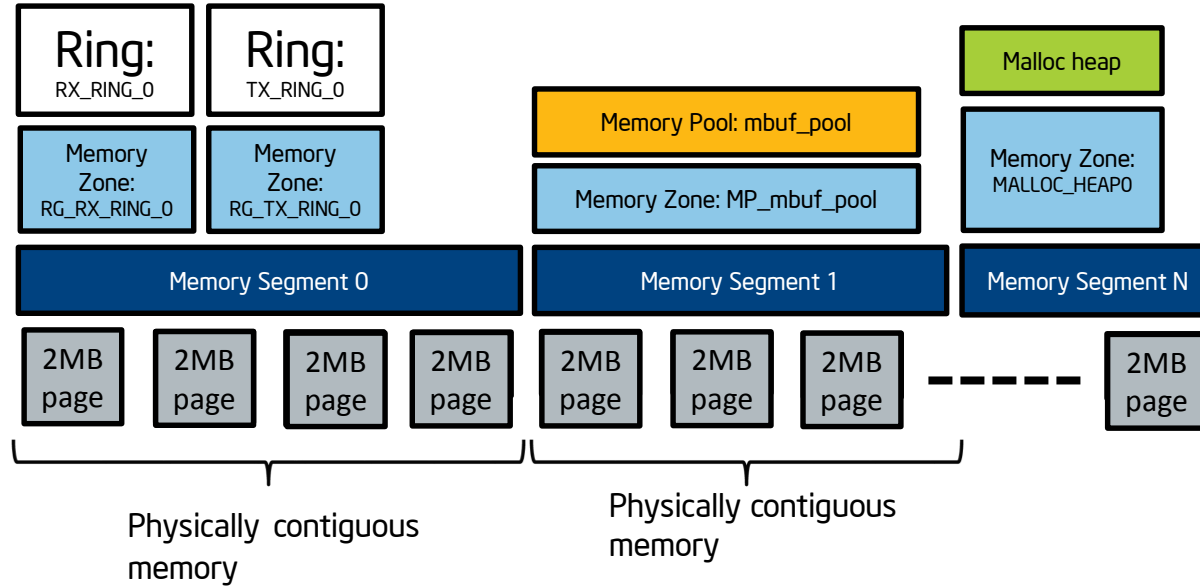 Ring:
RX_RING_0
Ring:
TX_RING_0
Malloc heap
Memory Pool: mbuf_pool
Memory
Zone:
RG_RX_RING_0
Memory
Zone:
RG_TX_RING_0
Memory Zone: MP_mbuf_pool
Memory Zone:
MALLOC_HEAP0
Memory Segment 0
Memory Segment 1
Memory Segment N
2MB
page
2MB
page
2MB
page
2MB
page
2MB
page
2MB
page
2MB
page
2MB
page
Physically contiguous
memory
Physically contiguous
memory